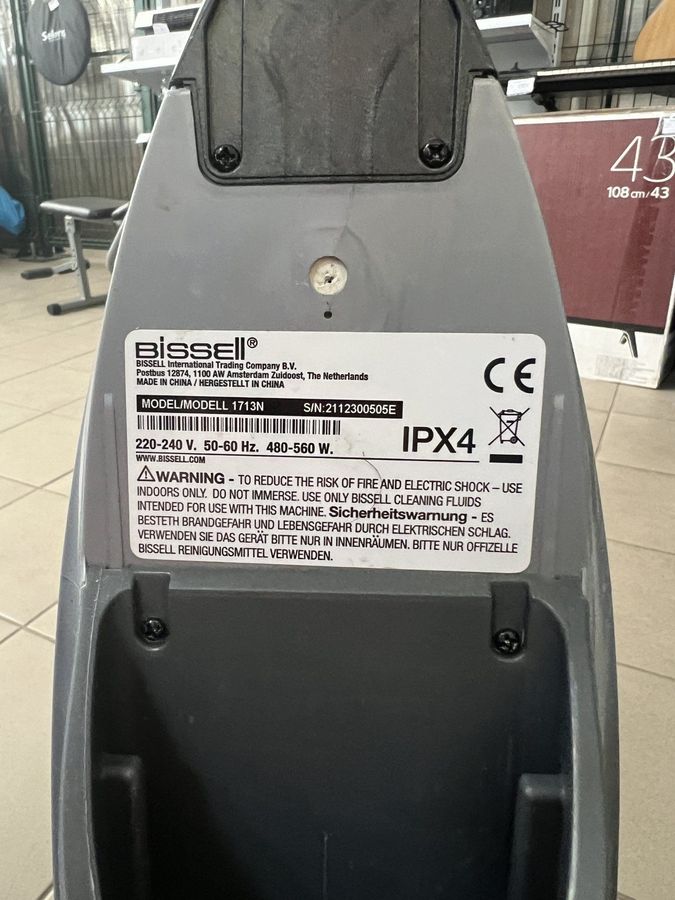 43
108 cm/43
BISSELL®
BISSELL International Trading Company B.V.
Postbus 12874, 1100 AW Amsterdam Zuidoost, The Netherlands
MADE IN CHINA / HERGESTELLT IN CHINA
CE
MODEL/MODELL 1713N S/N:2112300505E
220-240 V. 50-60 Hz. 480-560 W.
IPX4
WWW.BISSELL.COM
WARNING - TO REDUCE THE RISK OF FIRE AND ELECTRIC SHOCK – USE
INDOORS ONLY. DO NOT IMMERSE. USE ONLY BISSELL CLEANING FLUIDS
INTENDED FOR USE WITH THIS MACHINE. Sicherheitswarnung - ES
BESTETH BRANDGEFAHR UND LEBENSGEFAHR DURCH ELEKTRISCHEN SCHLAG.
VERWENDEN SIE DAS GERÄT BITTE NUR IN INNENRÄUMEN. BITTE NUR OFFIZELLE
BISSELL REINIGUNGSMITTEL VERWENDEN.